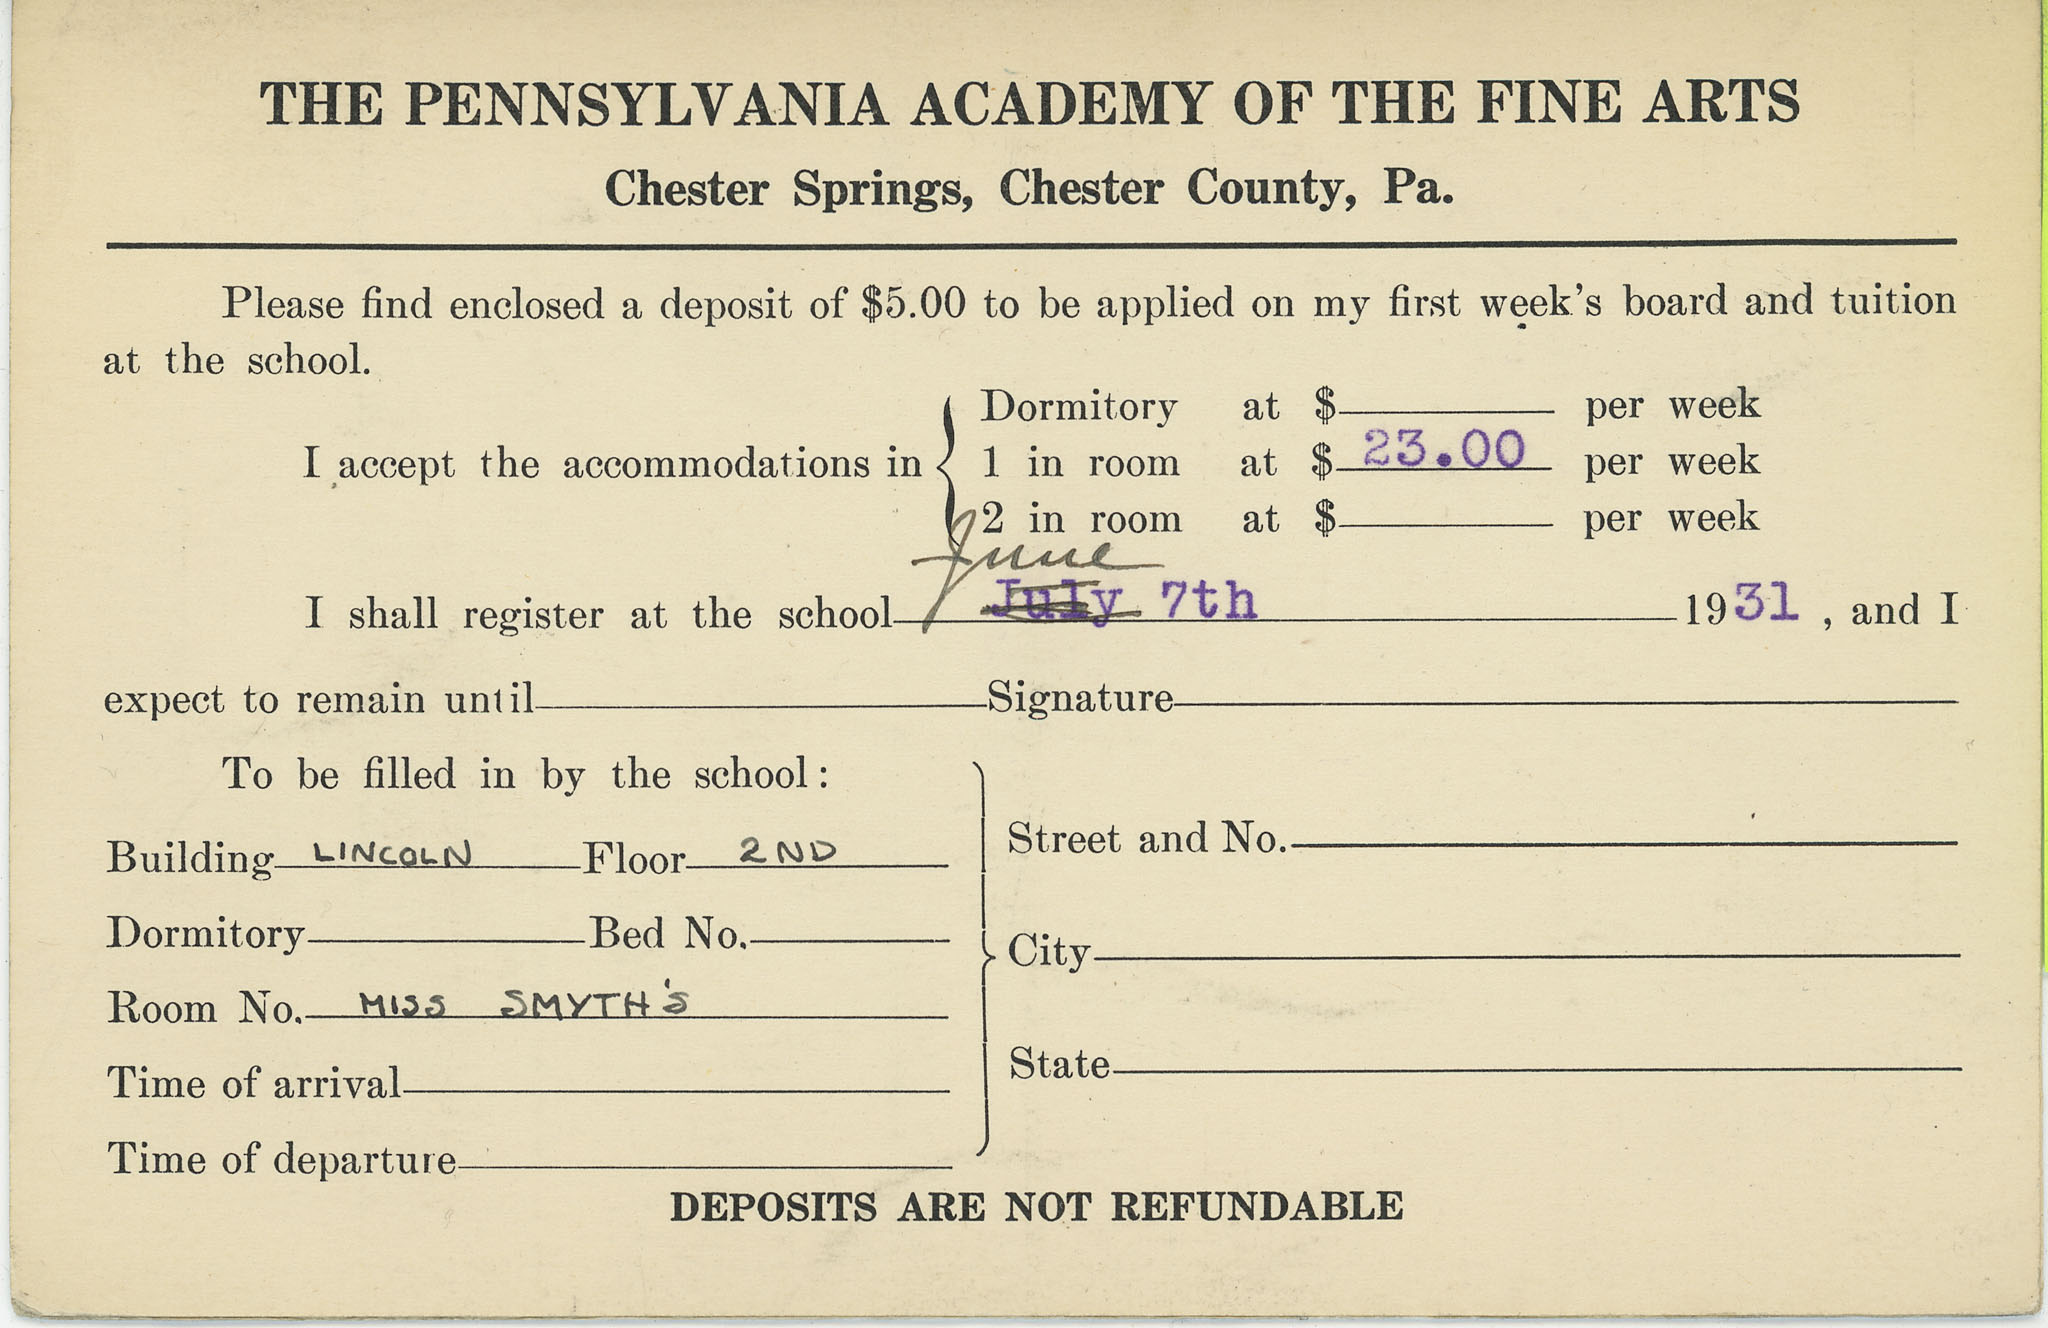 THE PENNSYLVANIA ACADEMY OF THE FINE ARTS
Chester Springs, Chester County, Pa.
Please find enclosed a deposit of $5.00 to be applied on my first week's board and tuition
at the school.
Dormitory at $ per week
I accept the accommodations in { 1 in room at $ 23.00 per week
2 in room at $ per week
June
I shall register at the school July 7th 1931, and I
expect to remain until Signature
To be filled in by the school:
Building LINCOLN Floor 2ND
Street and No.
Dormitory Bed No.
City
Room No. MISS SMYTH'S
State
Time of arrival
Time of departure
DEPOSITS ARE NOT REFUNDABLE